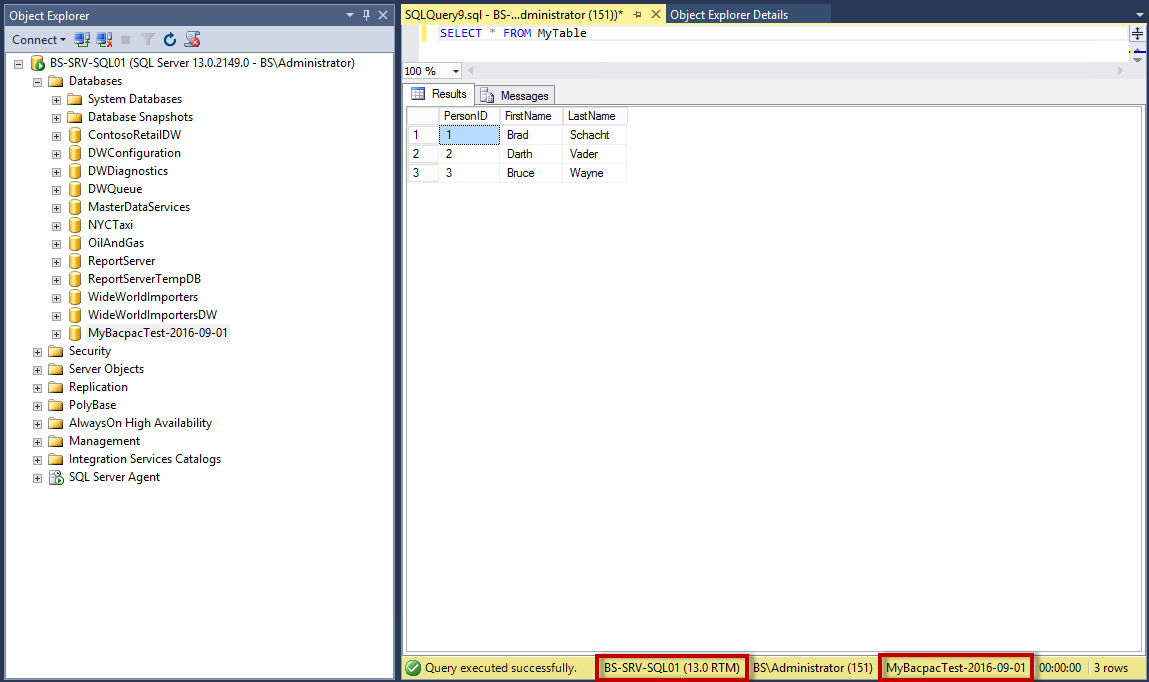 Object Explorer
Connect
BS-SRV-SQL01 (SQL Server 13.0.2149.0 - BS\Administrator)
Databases
System Databases
Database Snapshots
ContosoRetailDW
DWConfiguration
DWDiagnostics
DWQueue
MasterDataServices
NYCTaxi
OilAndGas
ReportServer
ReportServerTempDB
WideWorldImporters
WideWorldImportersDW
MyBacpacTest-2016-09-01
Security
Server Objects
Replication
PolyBase
AlwaysOn High Availability
Management
Integration Services Catalogs
SQL Server Agent
SQLQuery9.sql - BS-...dministrator (151))* Object Explorer Details
SELECT * FROM MyTable
100 %
Results Messages
PersonID FirstName LastName
1 1 Brad Schacht
2 2 Darth Vader
3 3 Bruce Wayne
Query executed successfully. BS-SRV-SQL01 (13.0 RTM) BS\Administrator (151) MyBacpacTest-2016-09-01 00:00:00 3 rows